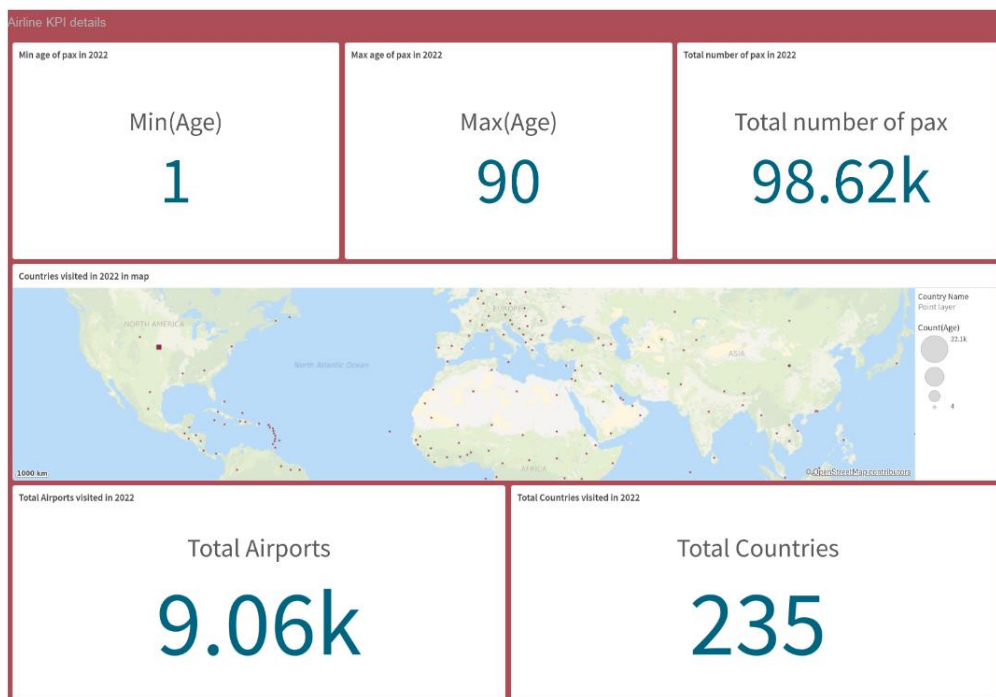 Airline KPI details
Min age of pax in 2022
Max age of pax in 2022
Total number of pax in 2022
Min(Age)
Max(Age)
Total number of pax
1
90
98.62k
Countries visited in 2022 in map
NORTH AMERICA
North Atlantic Ocean
EUROPE
ASIA
AFRICA
1000 km
© OpenStreetMap contributors
Country Name
Point layer
Count(Age)
22.1k
4
Total Airports visited in 2022
Total Countries visited in 2022
Total Airports
Total Countries
9.06k
235